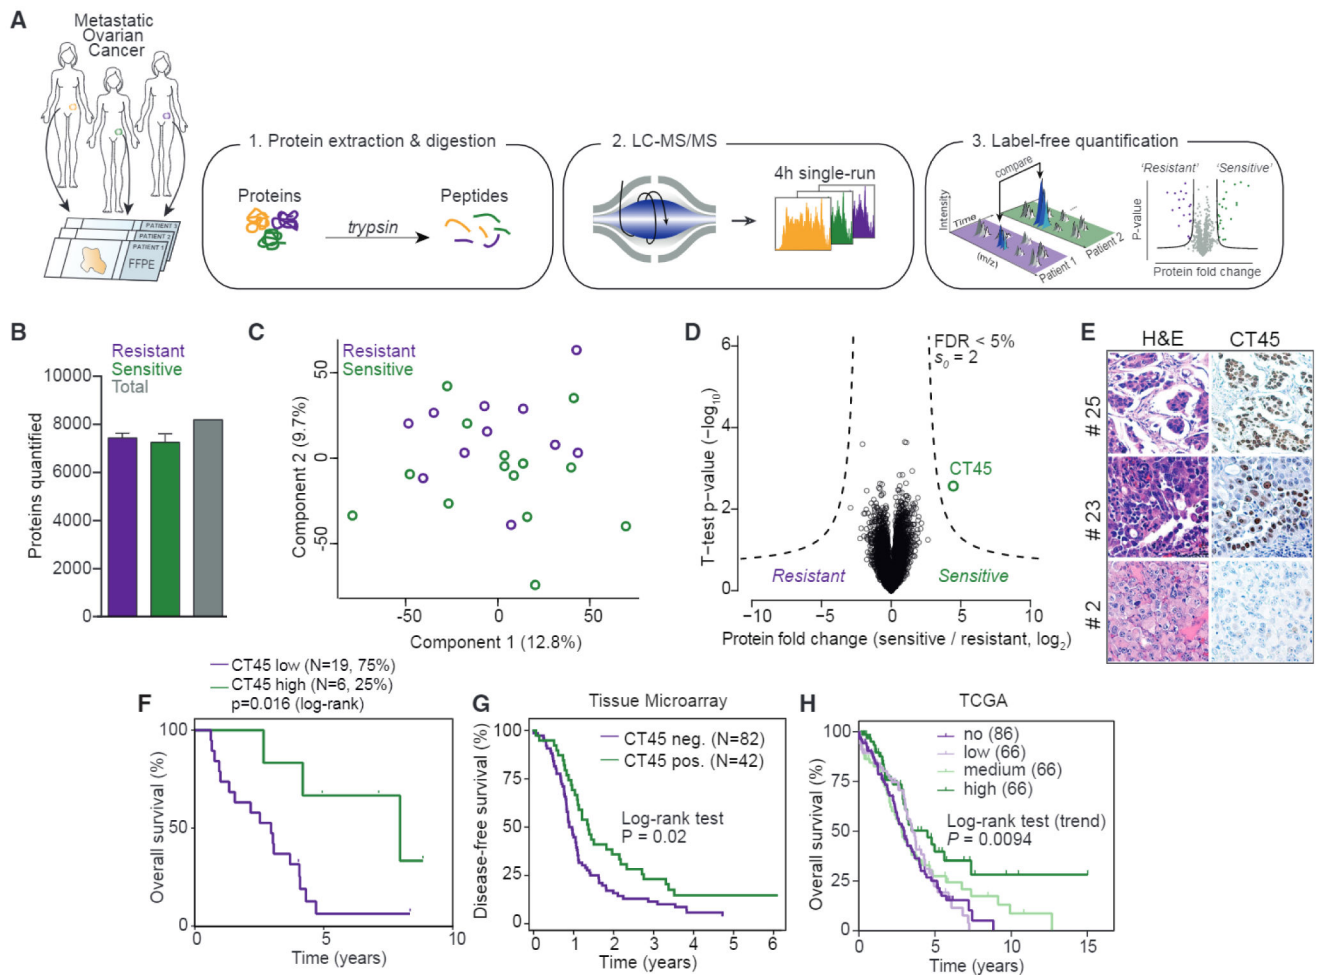 A
Metastatic
Ovarian
Cancer
PATIENT 3
PATIENT 2
PATIENT 1
FFPE
1. Protein extraction & digestion
Proteins
trypsin
Peptides
2. LC-MS/MS
4h single-run
3. Label-free quantification
compare
Intensity
Time
(m/z)
Patient 1
Patient 2
'Resistant'
'Sensitive'
P-value
Protein fold change
B
Resistant
Sensitive
Total
Proteins quantified
10000
8000
6000
4000
2000
0
C
Resistant
Sensitive
Component 2 (9.7%)
50
0
-50
-50
0
50
Component 1 (12.8%)
D
FDR < 5%
s0 = 2
CT45
T−test p−value (−log10)
6
4
2
0
Resistant
Sensitive
−10
−5
0
5
10
Protein fold change (sensitive / resistant, log2)
E
H&E
CT45
#25
#23
#2
CT45 low (N=19, 75%)
CT45 high (N=6, 25%)
p=0.016 (log-rank)
F
Overall survival (%)
100
50
0
0
5
10
Time (years)
G
Tissue Microarray
CT45 neg. (N=82)
CT45 pos. (N=42)
Log-rank test
P = 0.02
Disease-free survival (%)
100
75
50
25
0
0
1
2
3
4
5
6
Time (years)
H
TCGA
no (86)
low (66)
medium (66)
high (66)
Log-rank test (trend)
P = 0.0094
Overall survival (%)
100
75
50
25
0
0
5
10
15
Time (years)